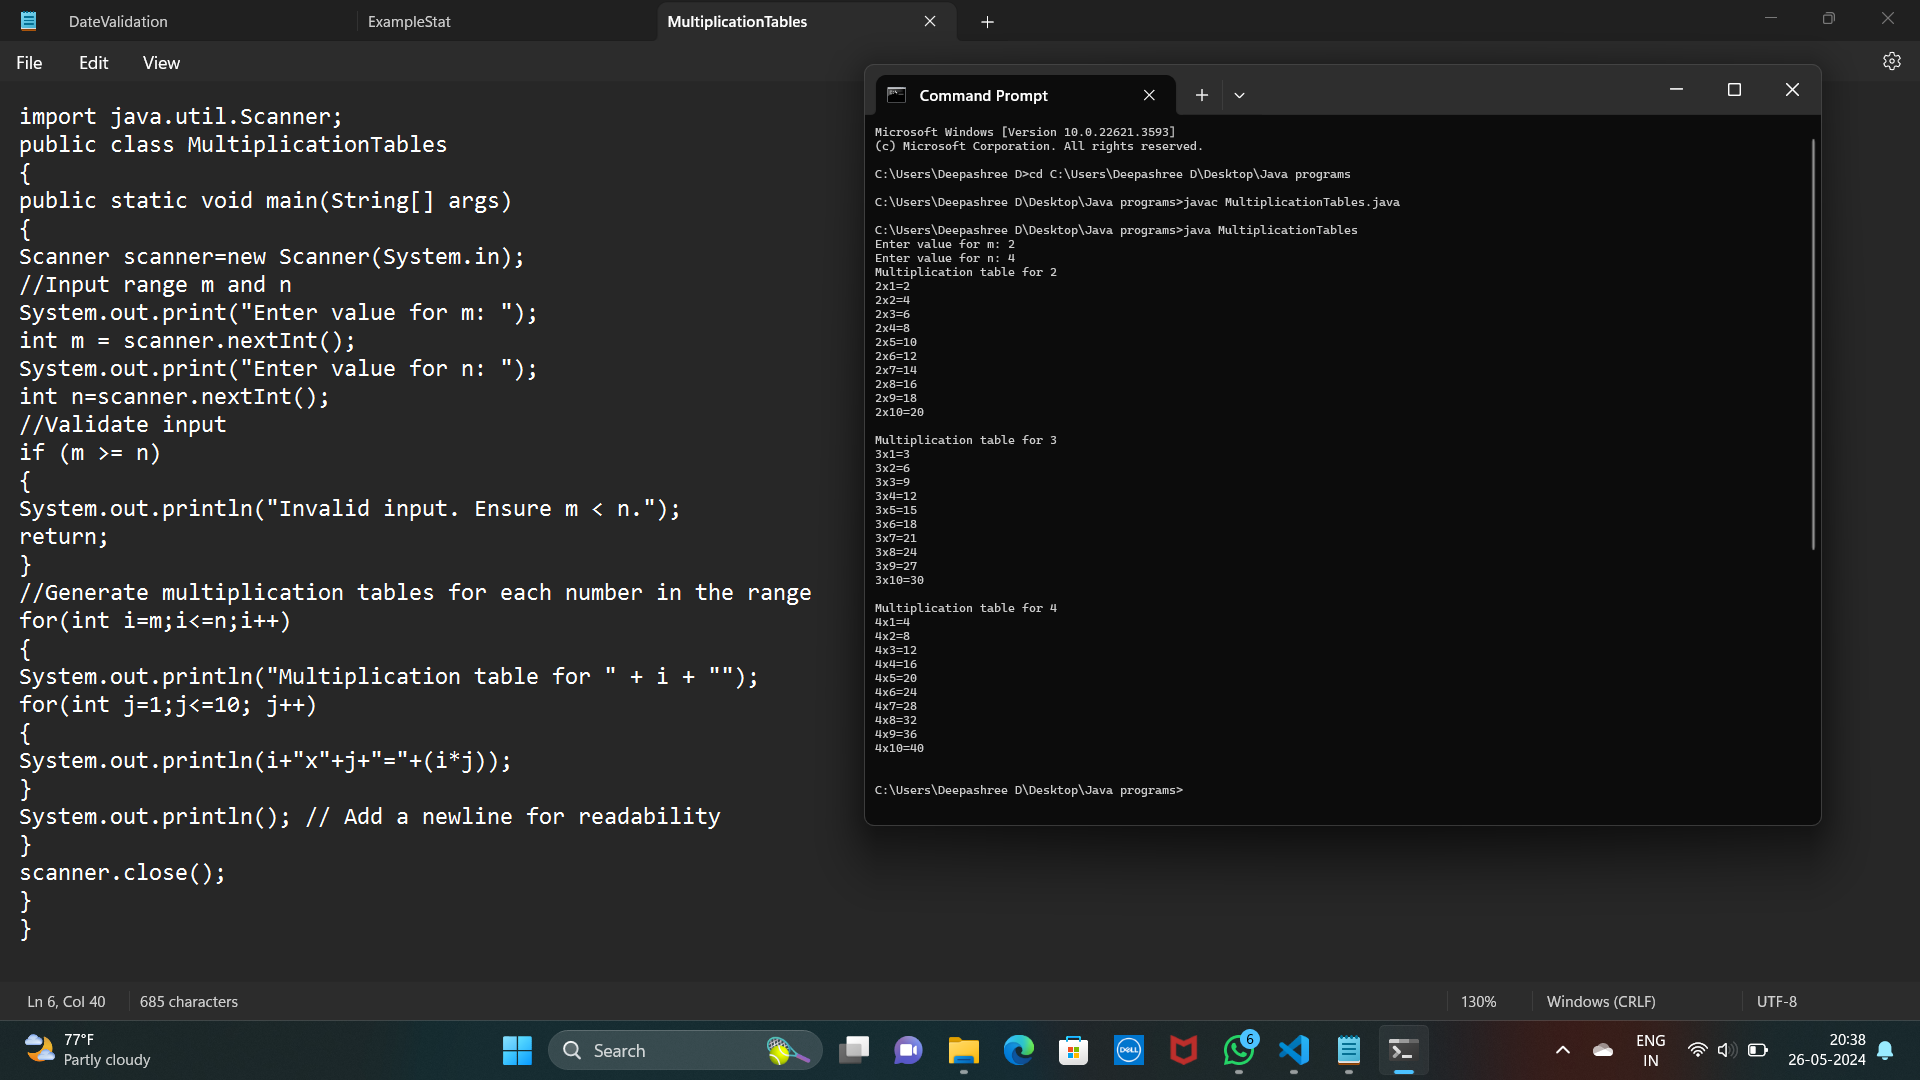 DateValidation
ExampleStat
MultiplicationTables
File Edit View
import java.util.Scanner;
public class MultiplicationTables
{
public static void main(String[] args)
{
Scanner scanner=new Scanner(System.in);
//Input range m and n
System.out.print("Enter value for m: ");
int m = scanner.nextInt();
System.out.print("Enter value for n: ");
int n=scanner.nextInt();
//Validate input
if (m >= n)
{
System.out.println("Invalid input. Ensure m < n.");
return;
}
//Generate multiplication tables for each number in the range
for(int i=m;i<=n;i++)
{
System.out.println("Multiplication table for " + i + "");
for(int j=1;j<=10; j++)
{
System.out.println(i+"x"+j+"="+(i*j));
}
System.out.println(); // Add a newline for readability
}
scanner.close();
}
}
Command Prompt
Microsoft Windows [Version 10.0.22621.3593]
(c) Microsoft Corporation. All rights reserved.
C:\Users\Deepashree D>cd C:\Users\Deepashree D\Desktop\Java programs
C:\Users\Deepashree D\Desktop\Java programs>javac MultiplicationTables.java
C:\Users\Deepashree D\Desktop\Java programs>java MultiplicationTables
Enter value for m: 2
Enter value for n: 4
Multiplication table for 2
2x1=2
2x2=4
2x3=6
2x4=8
2x5=10
2x6=12
2x7=14
2x8=16
2x9=18
2x10=20
Multiplication table for 3
3x1=3
3x2=6
3x3=9
3x4=12
3x5=15
3x6=18
3x7=21
3x8=24
3x9=27
3x10=30
Multiplication table for 4
4x1=4
4x2=8
4x3=12
4x4=16
4x5=20
4x6=24
4x7=28
4x8=32
4x9=36
4x10=40
C:\Users\Deepashree D\Desktop\Java programs>
Ln 6, Col 40
685 characters
130%
Windows (CRLF)
UTF-8
77°F
Partly cloudy
Search
DELL
6
ENG
IN
20:38
26-05-2024